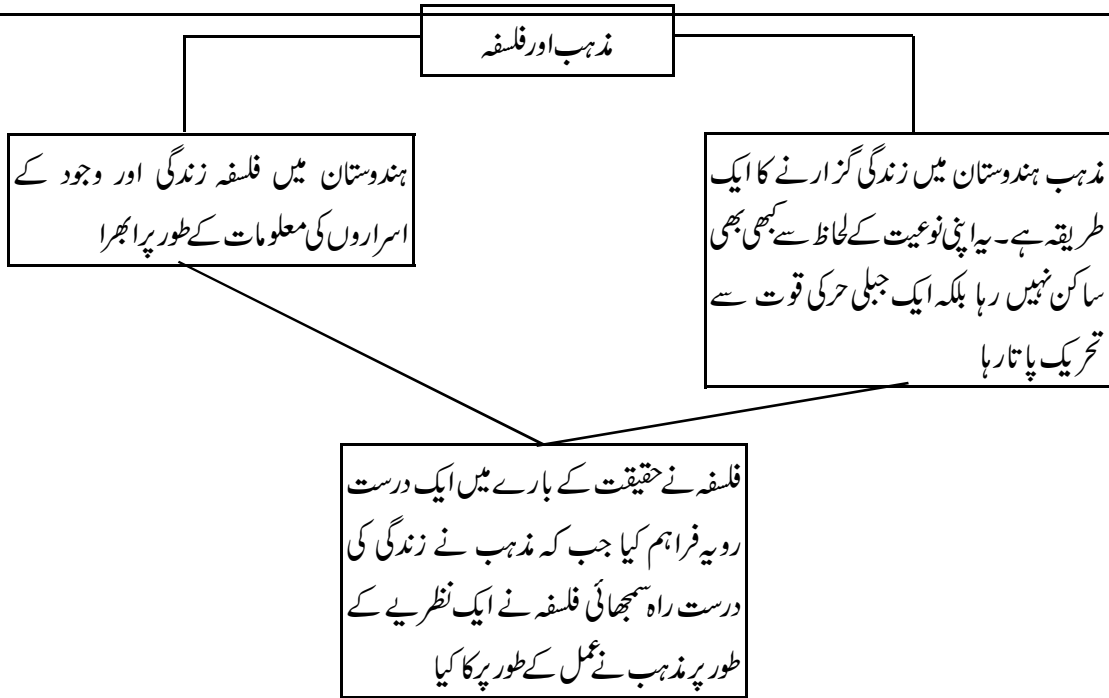 مذہب اور فلسفہ
مذہب ہندوستان میں زندگی گزارنے کا ایک
طریقہ ہے۔ یہ اپنی نوعیت کے لحاظ سے کبھی بھی
ساکن نہیں رہا بلکہ ایک جبلی حرکی قوت سے
تحریک پاتا رہا
ہندوستان میں فلسفہ زندگی اور وجود کے
اسراروں کی معلومات کے طور پر ابھرا
فلسفہ نے حقیقت کے بارے میں ایک درست
رویہ فراہم کیا جب کہ مذہب نے زندگی کی
درست راہ سمجھائی فلسفہ نے ایک نظریے کے
طور پر مذہب نے عمل کے طور پر کا کیا